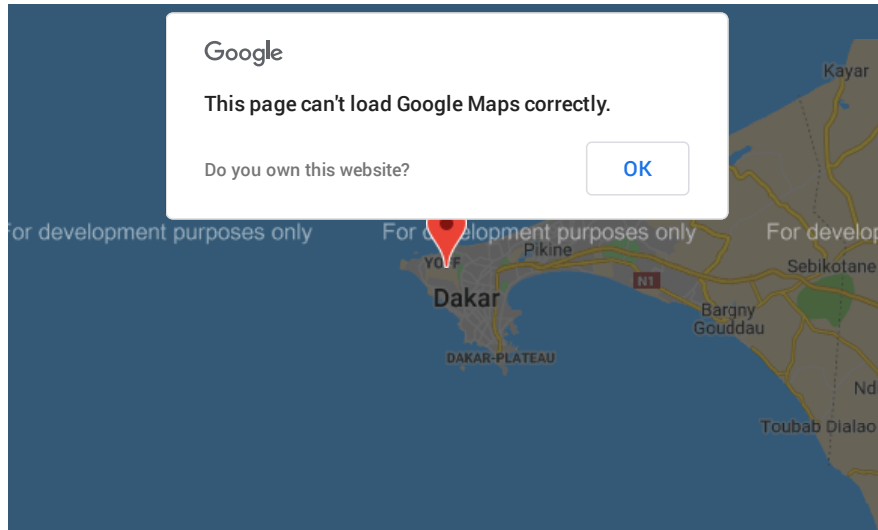 Google
This page can't load Google Maps correctly.
Do you own this website?
OK
Kayar
For development purposes only
For development purposes only
For develop
Pikine
YOFF
Sebikotane
N1
Dakar
Bargny
Gouddau
DAKAR-PLATEAU
Nd
Toubab Dialao